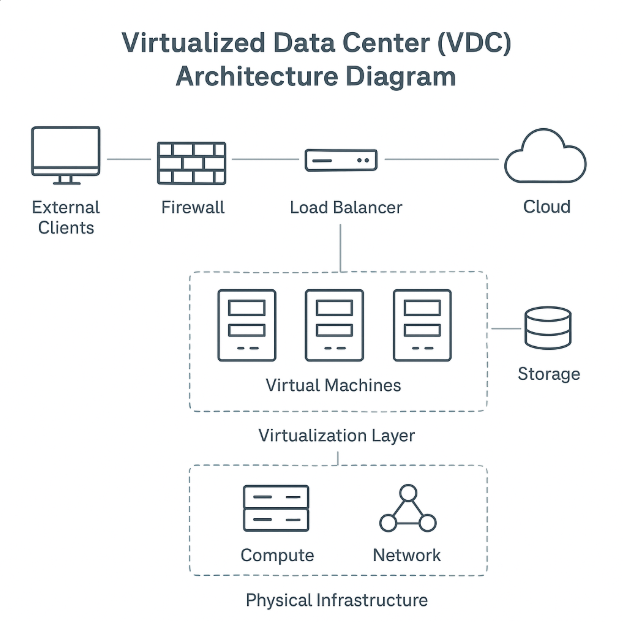 Virtualized Data Center (VDC)
Architecture Diagram
External
Clients
Firewall
Load Balancer
Cloud
Virtual Machines
Storage
Virtualization Layer
Compute
Network
Physical Infrastructure